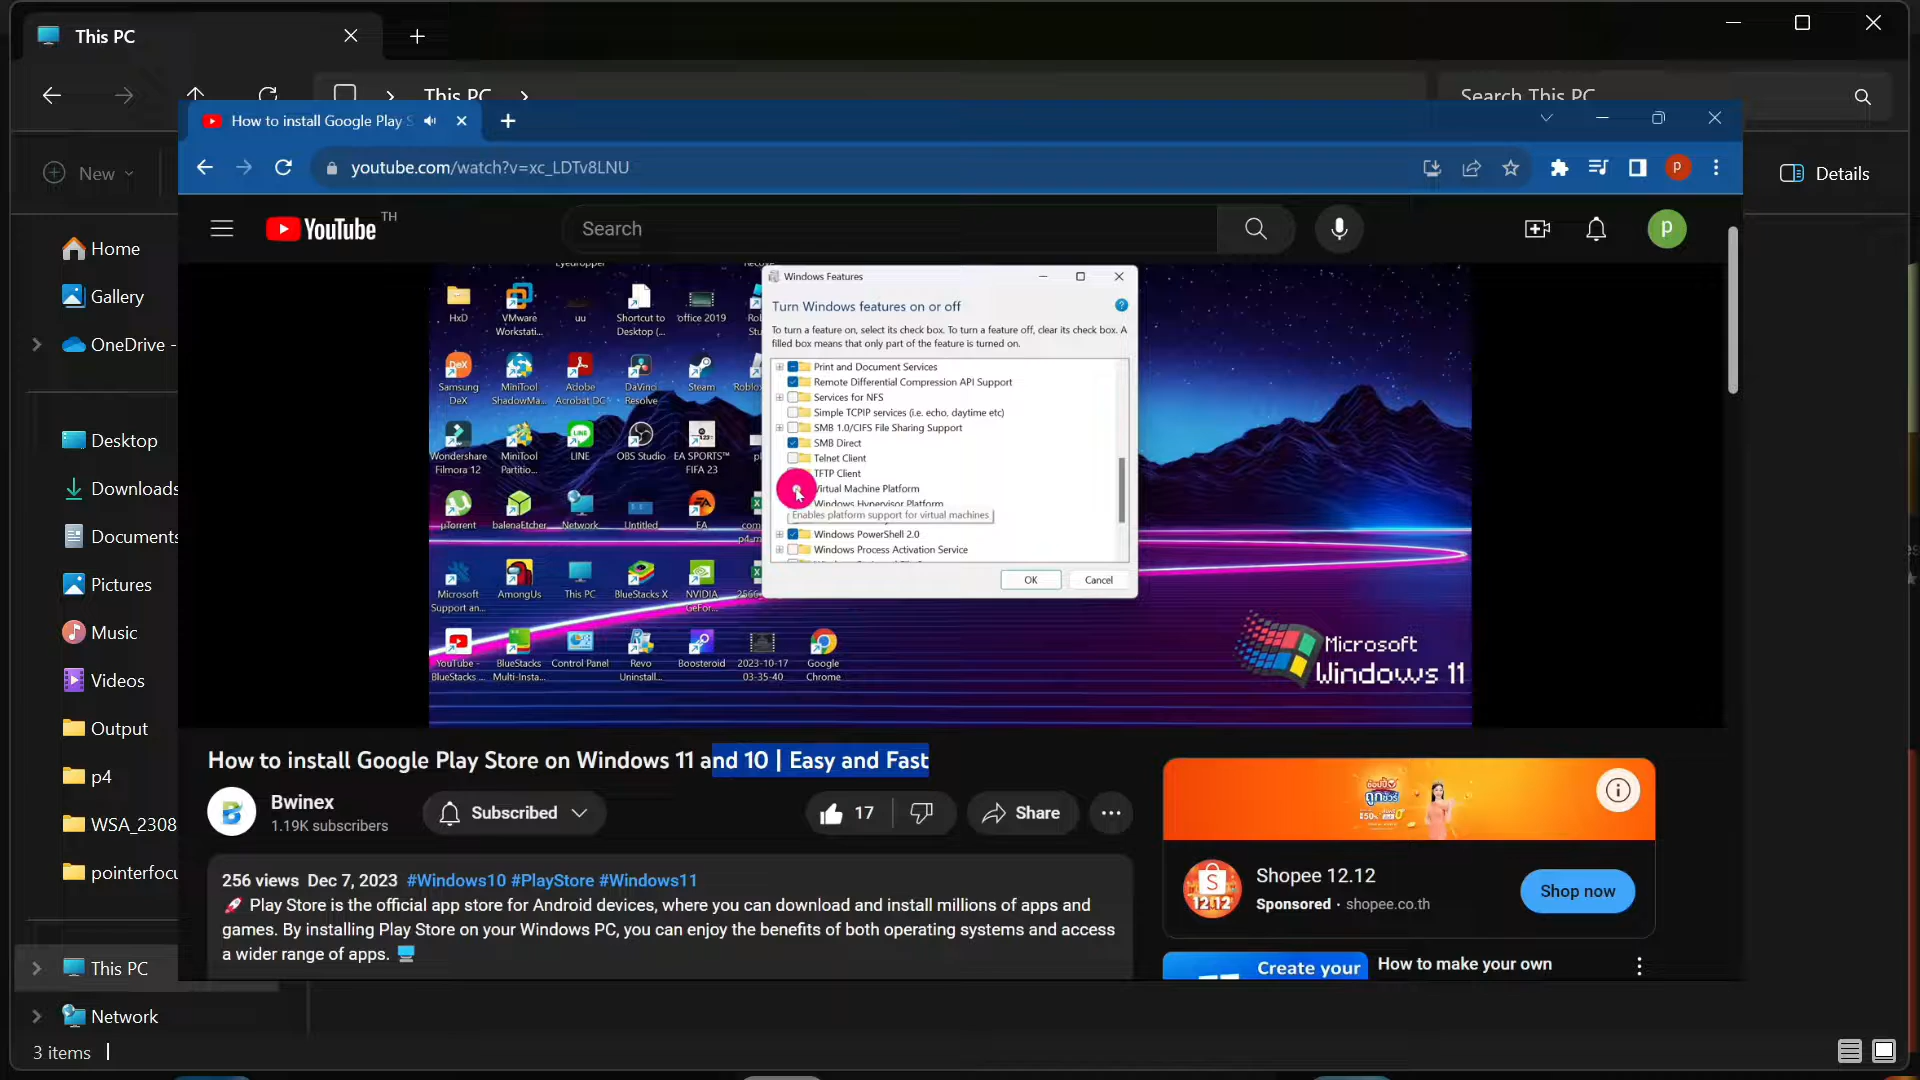 This PC
This PC
Search This PC
How to install Google Play S
youtube.com/watch?v=xc_LDTv8LNU
New
Details
YouTube TH
Search
p
P
Home
Gallery
OneDrive -
Desktop
Downloads
Documents
Pictures
Music
Videos
Output
p4
WSA_2308
pointerfocu
This PC
Network
3 items
Eyedropper
HxD
VMware
Workstati...
uu
Shortcut to
Desktop (...
office 2019
Samsung
DeX
MiniTool
ShadowMa...
Adobe
Acrobat DC
DaVinci
Resolve
Steam
Wondershare
Filmora 12
MiniTool
Partitio...
LINE
OBS Studio
EA SPORTS™
FIFA 23
µTorrent
balenaEtcher
Network
Untitled
EA
Microsoft
Support an...
AmongUs
This PC
BlueStacks X
NVIDIA
GeFor...
YouTube -
BlueStacks ...
BlueStacks
Multi-Insta...
Control Panel
Revo
Uninstall...
Boosteroid
2023-10-17
03-35-40
Google
Chrome
Windows Features
Turn Windows features on or off
To turn a feature on, select its check box. To turn a feature off, clear its check box. A
filled box means that only part of the feature is turned on.
Print and Document Services
Remote Differential Compression API Support
Services for NFS
Simple TCPIP services (i.e. echo, daytime etc)
SMB 1.0/CIFS File Sharing Support
SMB Direct
Telnet Client
TFTP Client
Virtual Machine Platform
Windows Hypervisor Platform
Enables platform support for virtual machines
Windows PowerShell 2.0
Windows Process Activation Service
OK
Cancel
Microsoft
Windows 11
How to install Google Play Store on Windows 11 and 10 | Easy and Fast
Bwinex
1.19K subscribers
Subscribed
17
Share
256 views Dec 7, 2023 #Windows10 #PlayStore #Windows11
Play Store is the official app store for Android devices, where you can download and install millions of apps and
games. By installing Play Store on your Windows PC, you can enjoy the benefits of both operating systems and access
a wider range of apps.
12.12
Shopee 12.12
Sponsored · shopee.co.th
Shop now
Create your
How to make your own